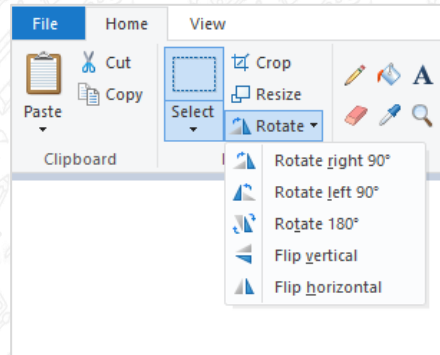 File Home View
Cut
Crop
Copy
Resize
Paste
Select
Rotate
A
Clipboard
Rotate right 90°
Rotate left 90°
Rotate 180°
Flip vertical
Flip horizontal